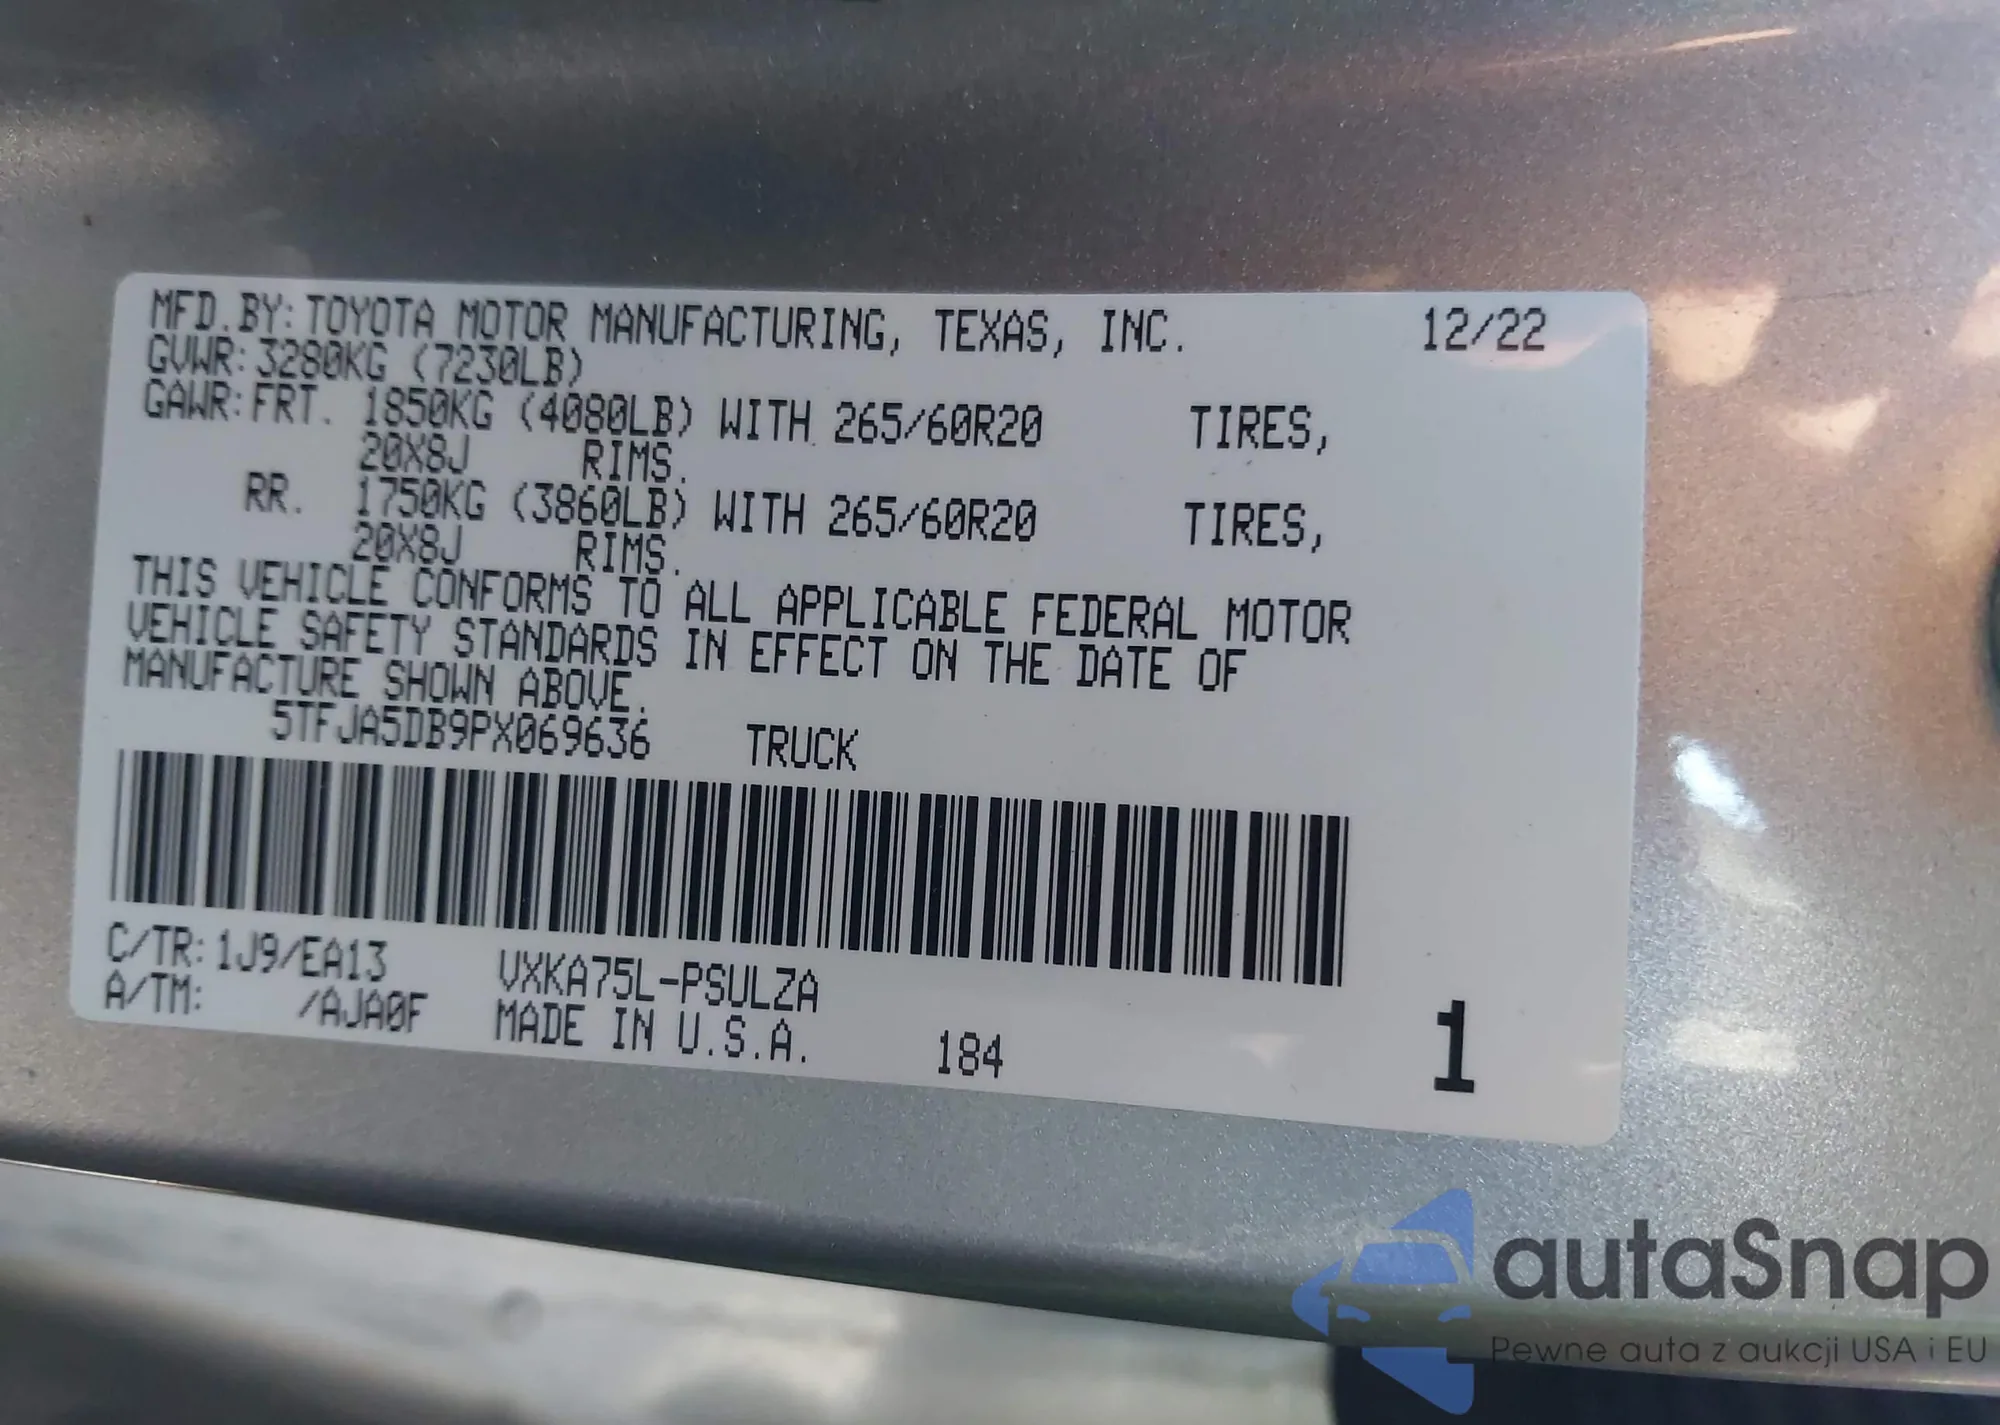 MFD.BY: TOYOTA MOTOR MANUFACTURING, TEXAS, INC. 12/22
GVWR: 3280KG (7230LB)
GAWR: FRT. 1850KG (4080LB) WITH 265/60R20 TIRES,
20X8J RIMS.
RR. 1750KG (3860LB) WITH 265/60R20 TIRES,
20X8J RIMS.
THIS VEHICLE CONFORMS TO ALL APPLICABLE FEDERAL MOTOR
VEHICLE SAFETY STANDARDS IN EFFECT ON THE DATE OF
MANUFACTURE SHOWN ABOVE.
5TFJA5DB9PX069636 TRUCK
C/TR: 1J9/EA13 VXKA75L-PSULZA
A/TM: /AJA0F MADE IN U.S.A. 184 1
autaSnap
Pewne auta z aukcji USA i EU